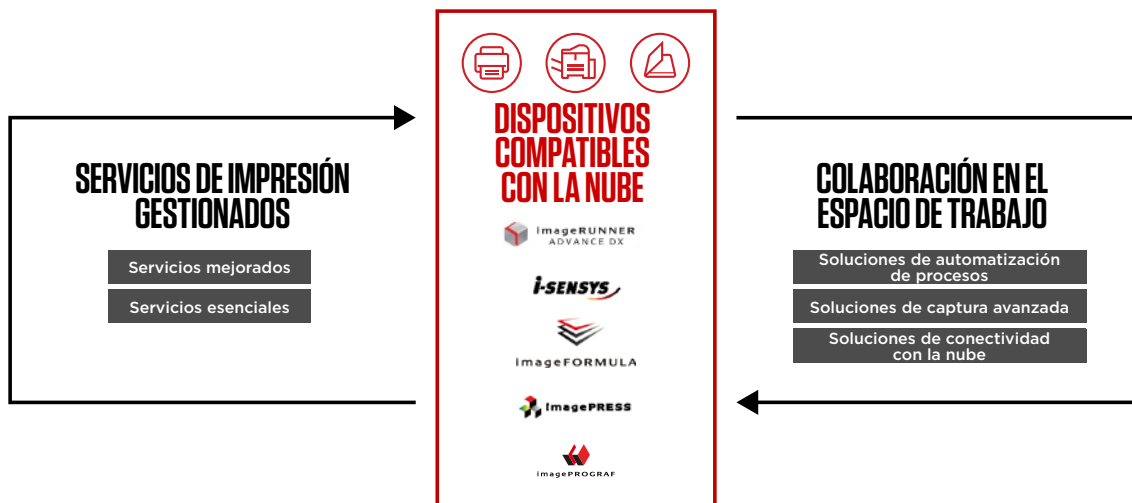 SERVICIOS DE IMPRESIÓN
GESTIONADOS
Servicios mejorados
Servicios esenciales
DISPOSITIVOS
COMPATIBLES
CON LA NUBE
imageRUNNER
ADVANCE DX
i-SENSYS
imageFORMULA
imagePRESS
imagePROGRAF
COLABORACIÓN EN EL
ESPACIO DE TRABAJO
Soluciones de automatización
de procesos
Soluciones de captura avanzada
Soluciones de conectividad
con la nube